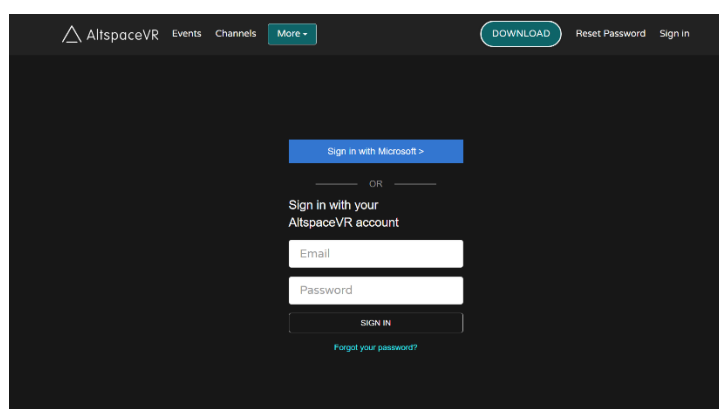 AltspaceVR Events Channels More DOWNLOAD Reset Password Sign in
Sign in with Microsoft >
OR
Sign in with your
AltspaceVR account
Email
Password
SIGN IN
Forgot your password?